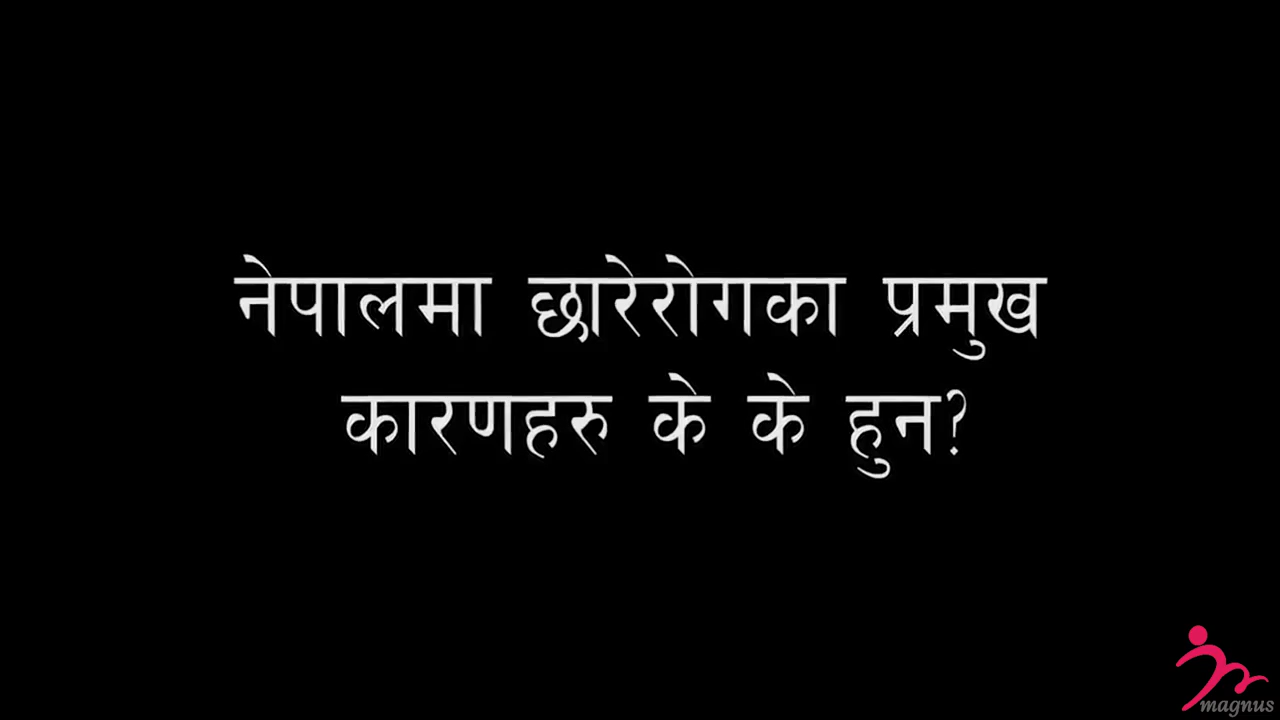 नेपालमा छारेरोगका प्रमुख
कारणहरु के के हुन?
magnus